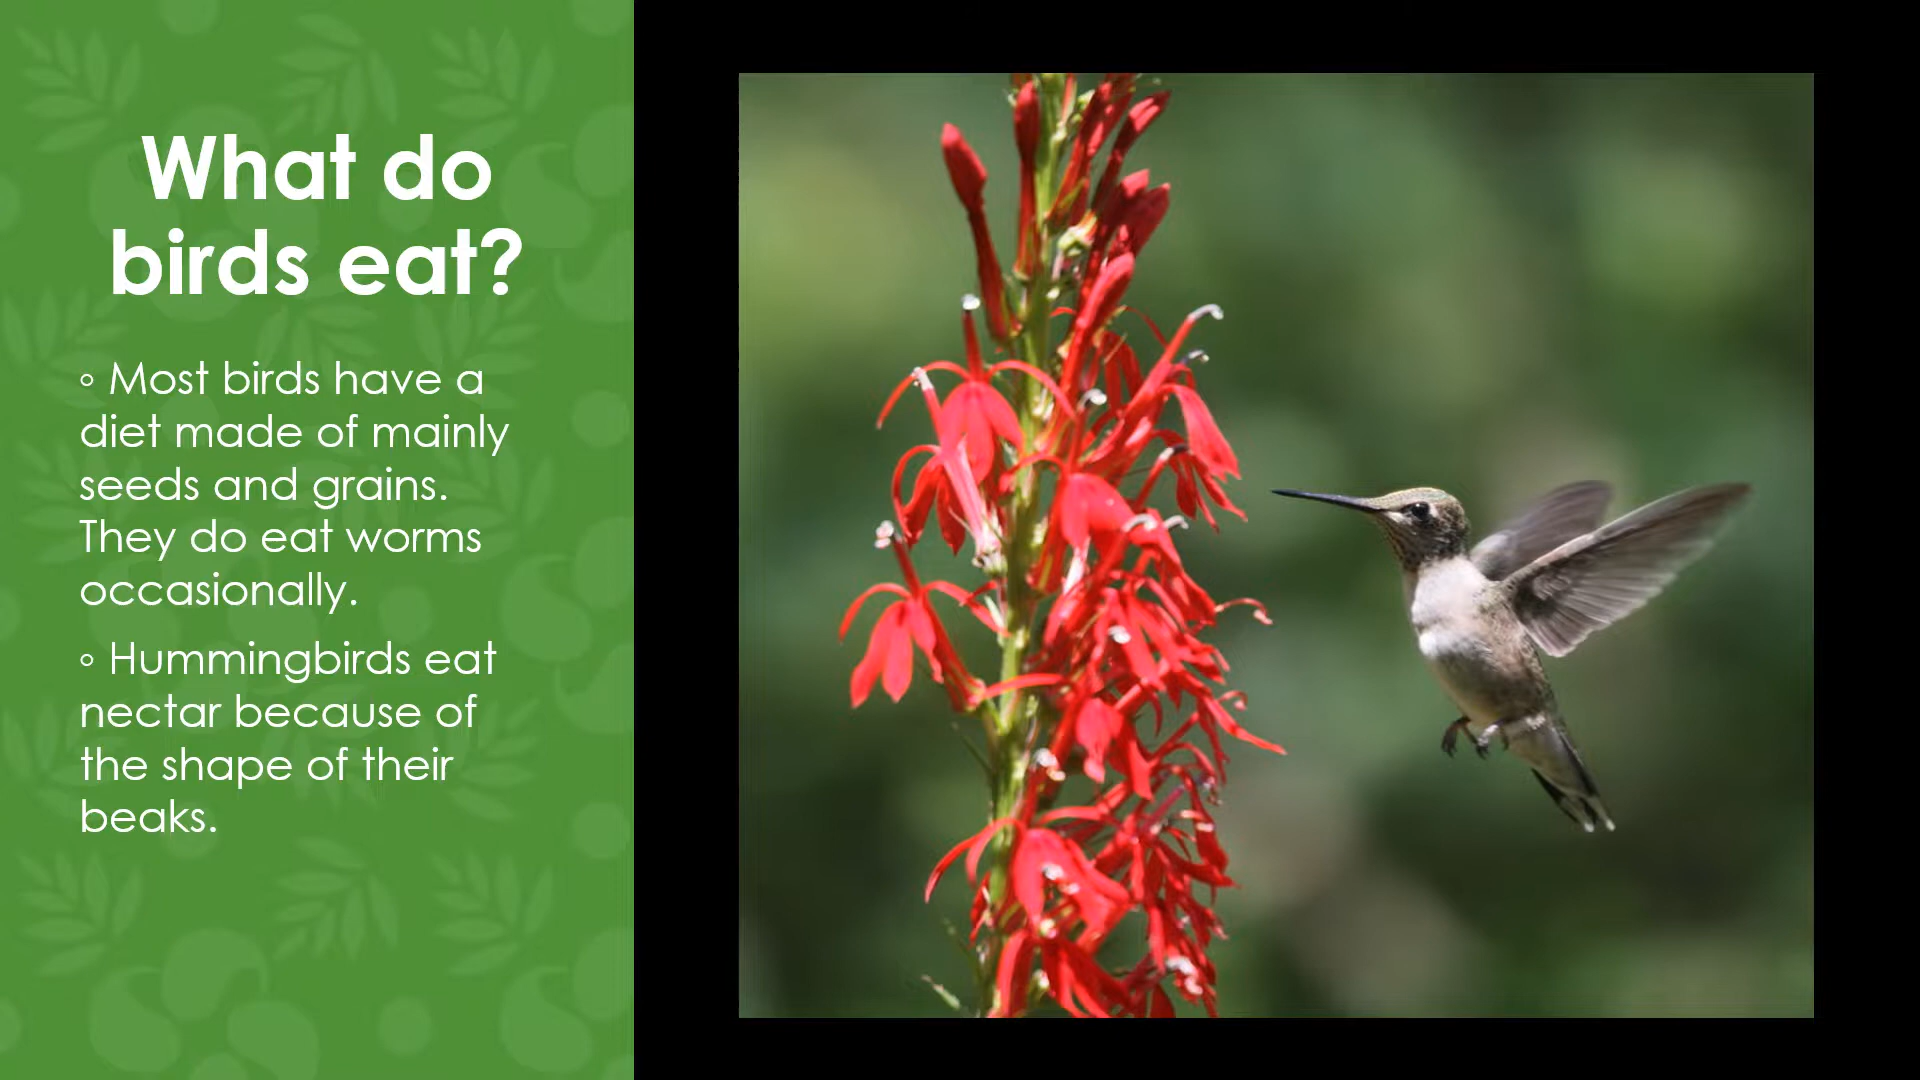 What do
birds eat?
◦ Most birds have a
diet made of mainly
seeds and grains.
They do eat worms
occasionally.
◦ Hummingbirds eat
nectar because of
the shape of their
beaks.